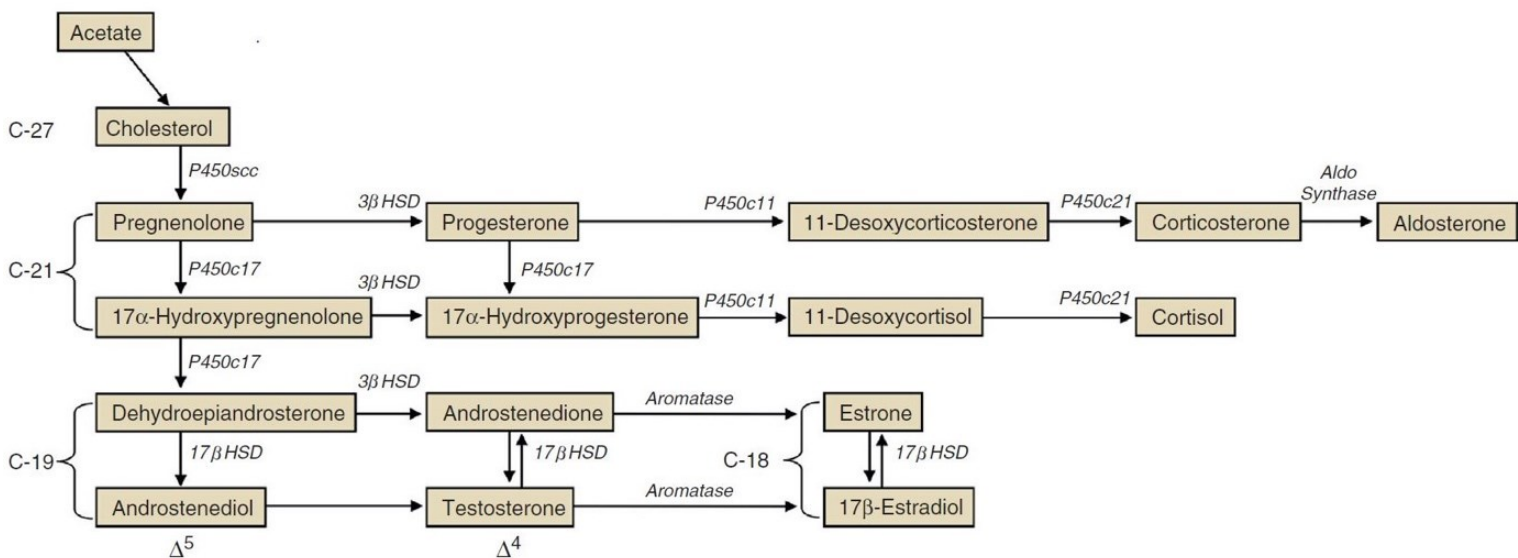 Acetate
C-27
Cholesterol
P450scc
3β HSD
P450c11
P450c21
Aldo
Synthase
Pregnenolone
Progesterone
11-Desoxycorticosterone
Corticosterone
Aldosterone
C-21
P450c17
P450c17
3β HSD
P450c11
P450c21
17α-Hydroxypregnenolone
17α-Hydroxyprogesterone
11-Desoxycortisol
Cortisol
P450c17
3β HSD
Aromatase
Dehydroepiandrosterone
Androstenedione
Estrone
C-19
17β HSD
17β HSD
C-18
17β HSD
Aromatase
Androstenediol
Testosterone
17β-Estradiol
Δ⁵
Δ⁴